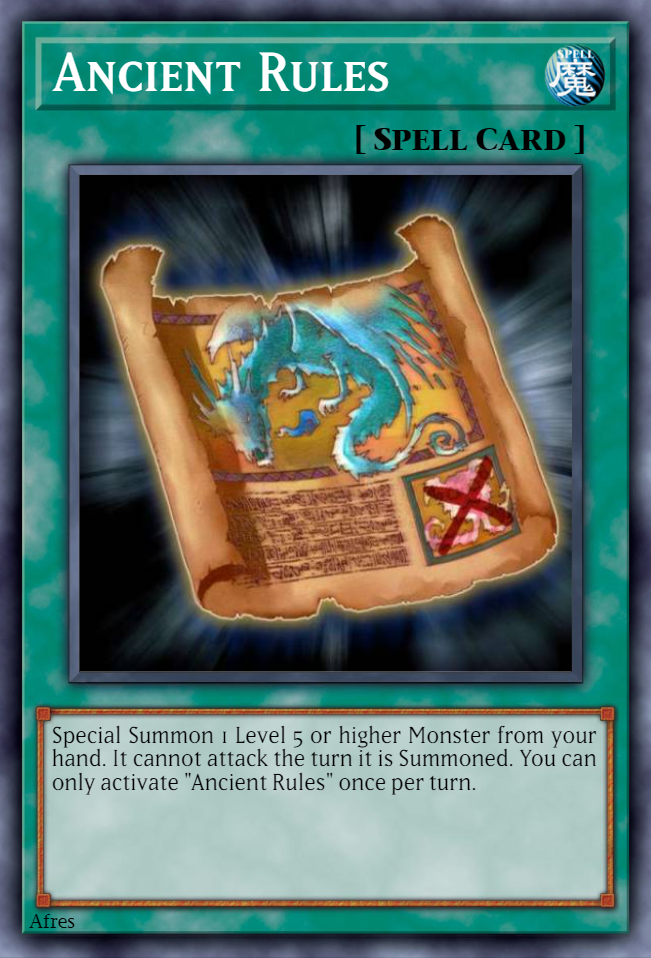 Ancient Rules
SPELL
魔
[ Spell Card ]
Special Summon 1 Level 5 or higher Monster from your
hand. It cannot attack the turn it is Summoned. You can
only activate "Ancient Rules" once per turn.
Afres